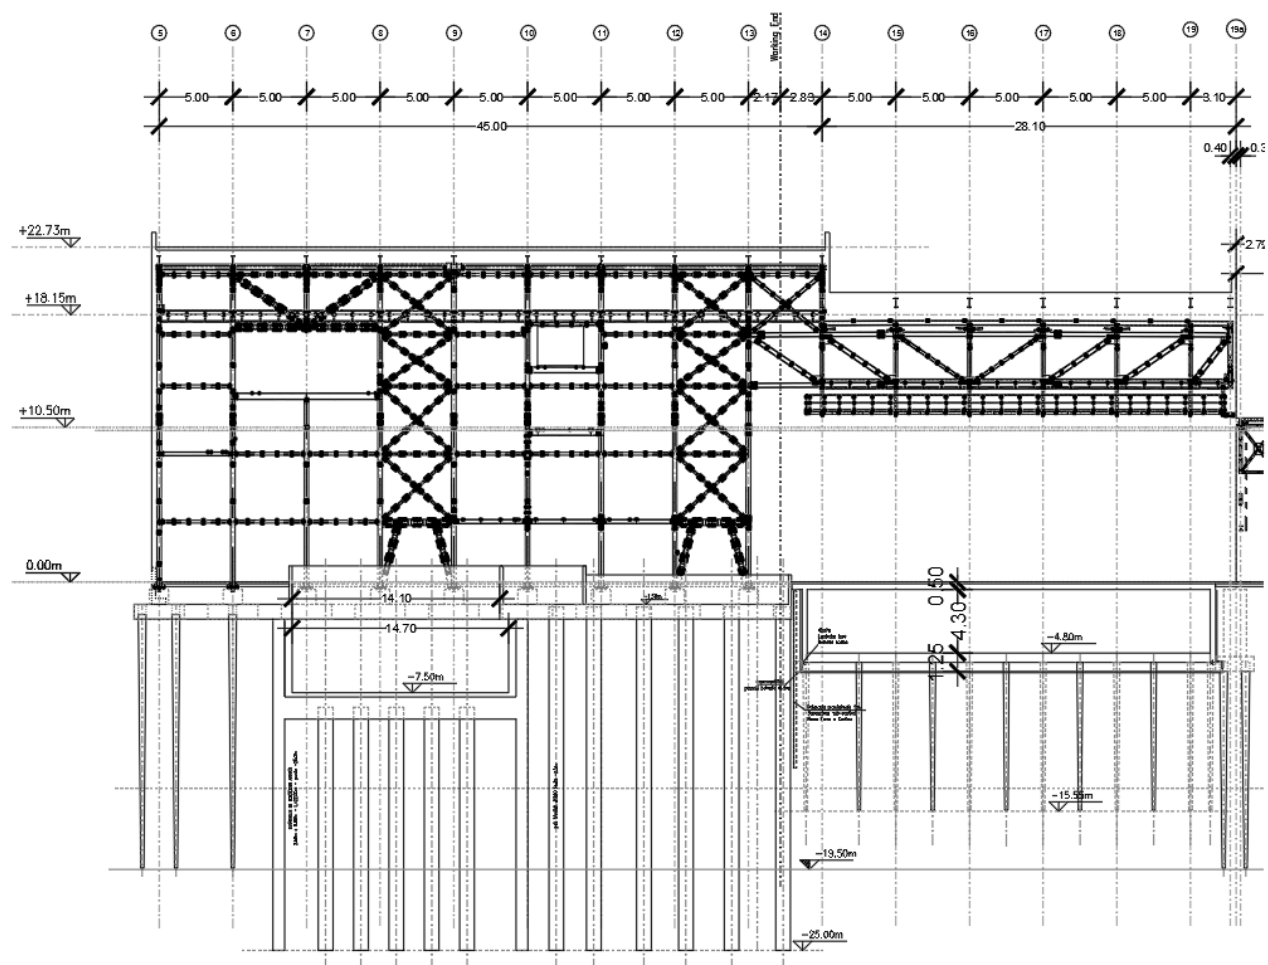 5 6 7 8 9 10 11 12 13 14 15 16 17 18 19 19a
Working End
5.00 5.00 5.00 5.00 5.00 5.00 5.00 5.00 2.17 2.83 5.00 5.00 5.00 5.00 5.00 3.10
45.00 28.10
0.40
+22.73m
+18.15m
+10.50m
0.00m
14.10
0.50
14.70
4.30
-4.80m
1.25
-7.50m
-15.55m
-19.50m
-25.00m